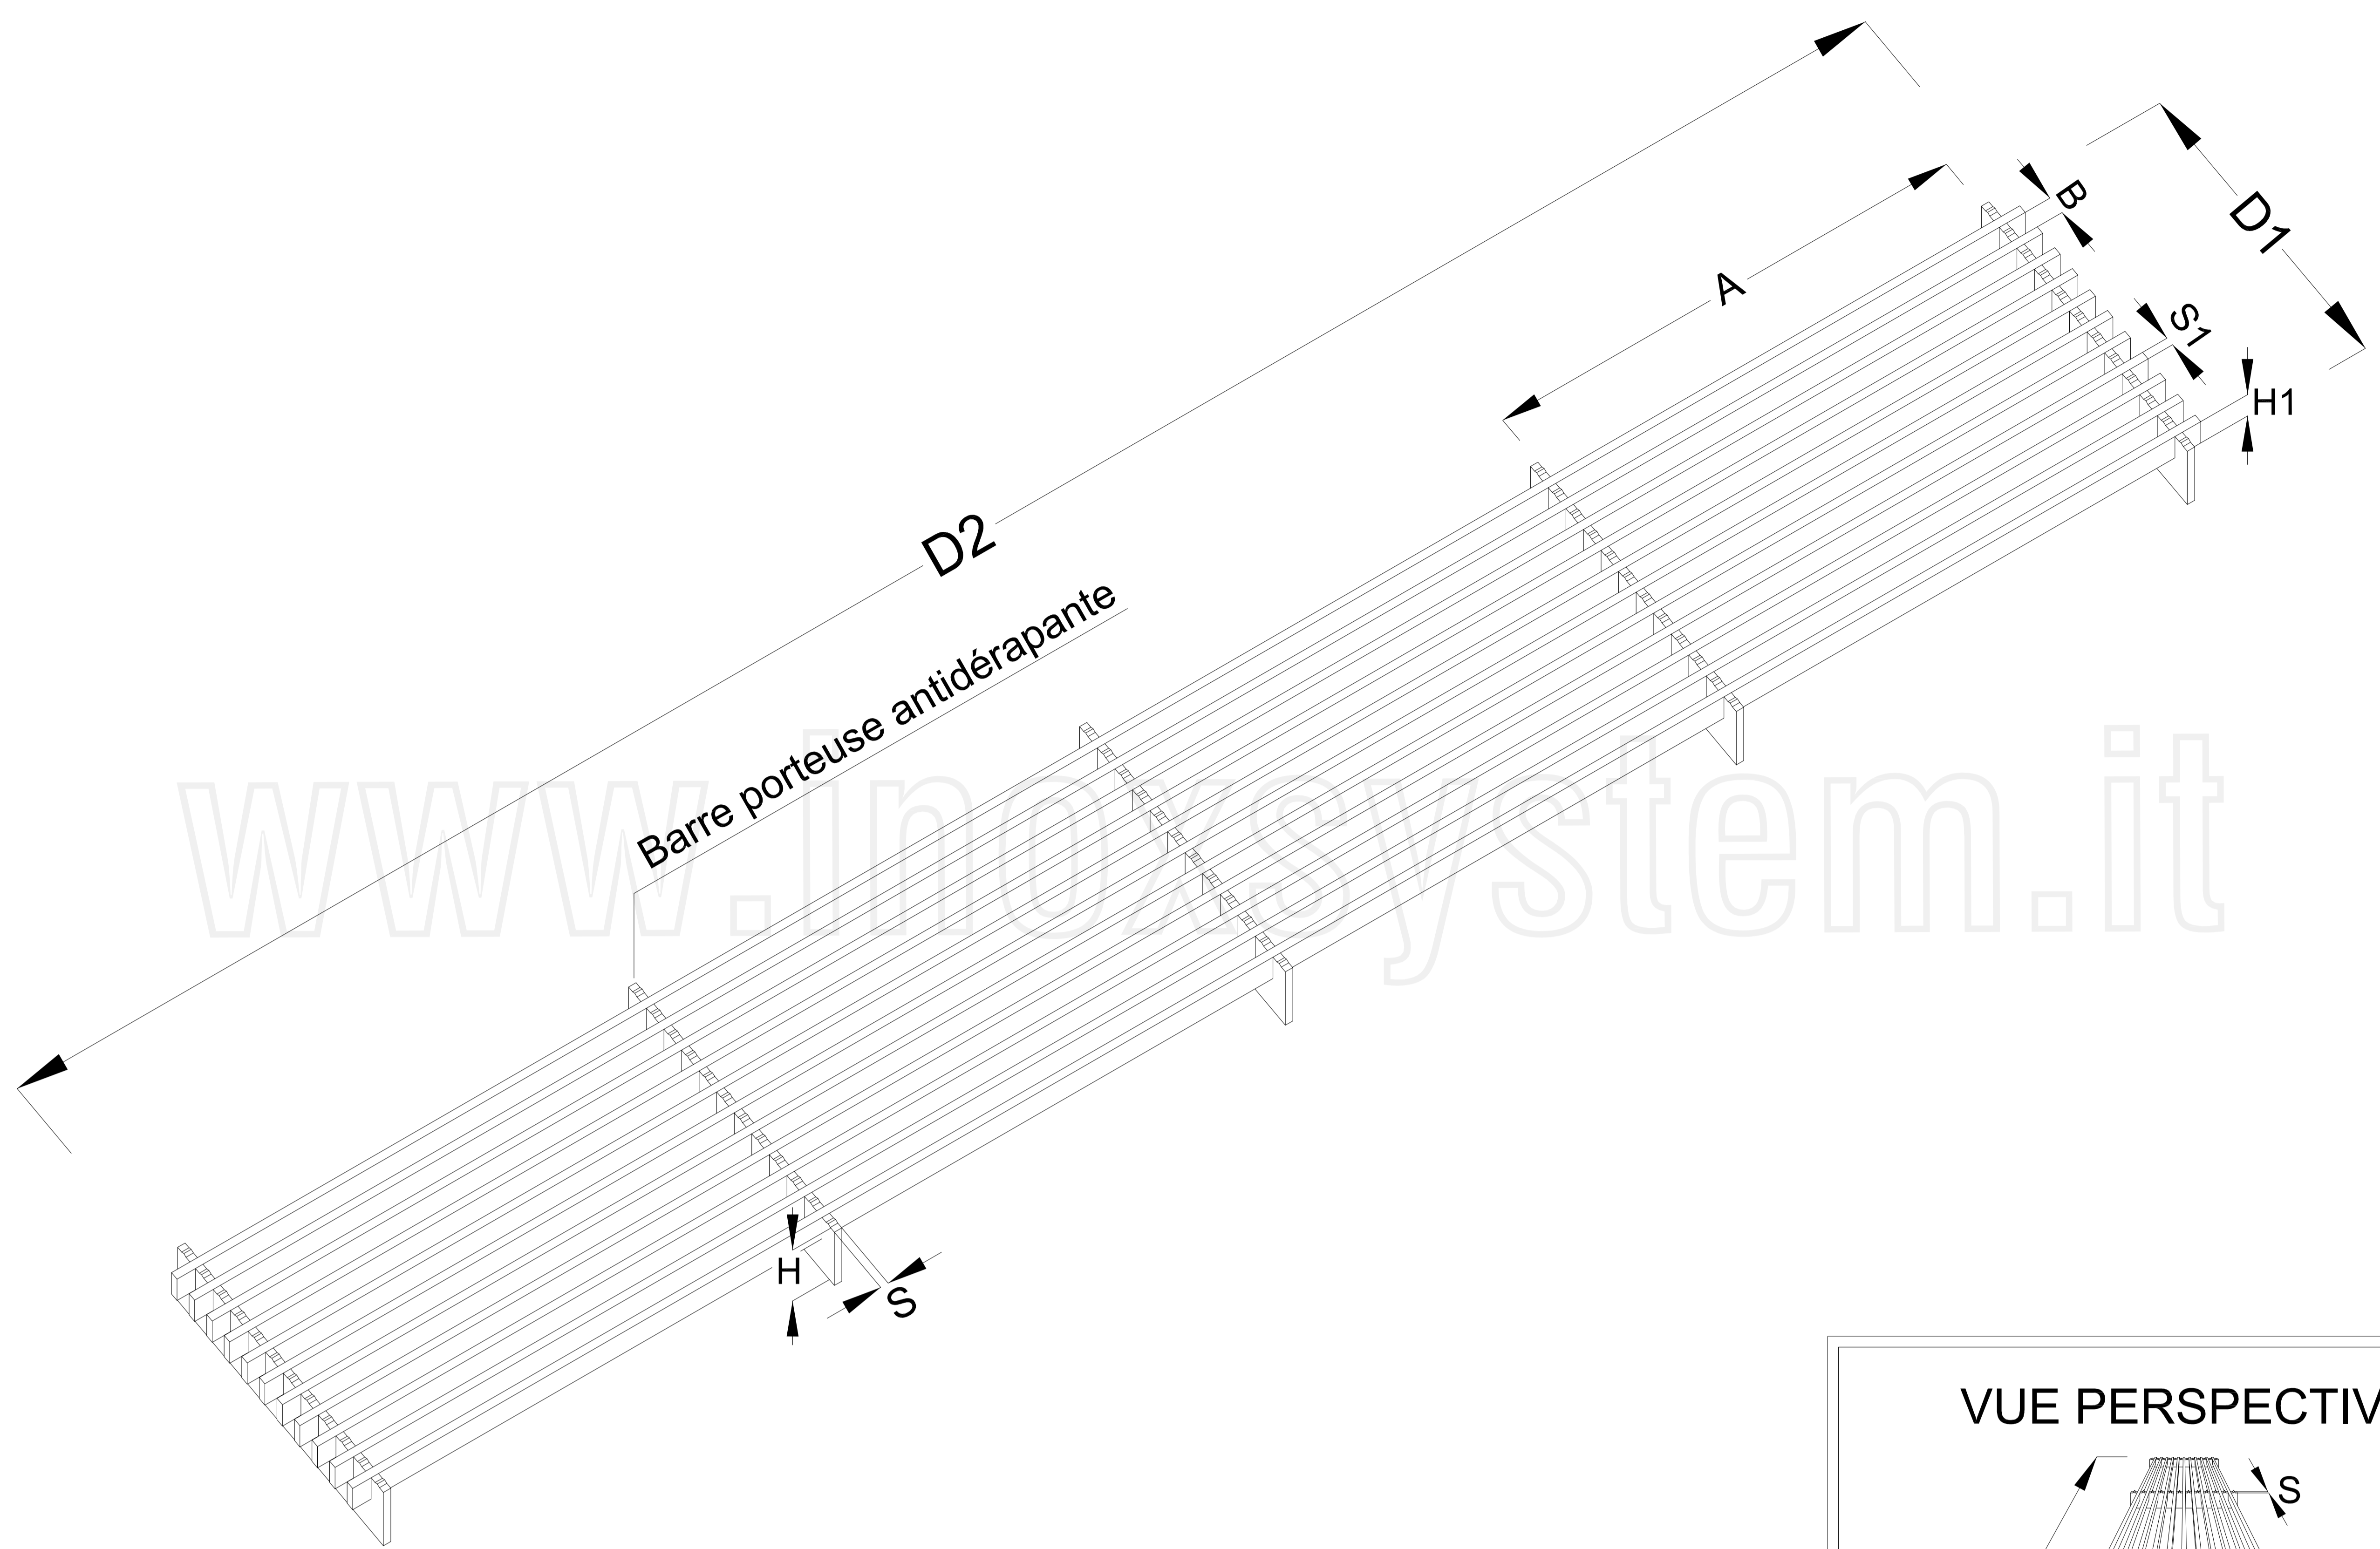 D1
B
A
S1
H1
D2
Barre porteuse antidérapante
www.inoxsystem.it
H
S
VUE PERSPECTIV
S